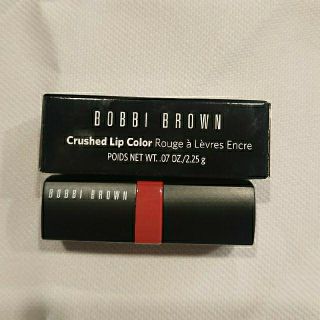 BOBBI BROWN
Crushed Lip Color Rouge à Lèvres Encre
POIDS NET WT. .07 OZ./2.25 g
BOBBI BROWN